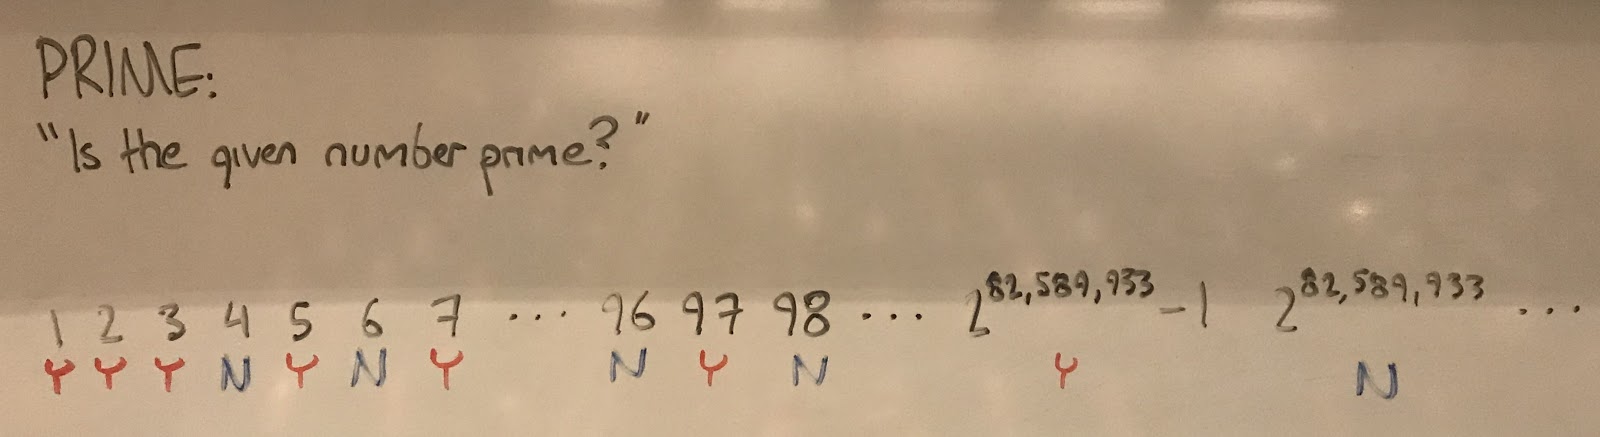 PRIME:
"Is the given number prime?"
1 2 3 4 5 6 7 ... 96 97 98 ... 2^82,589,933 - 1 2^82,589,933 ...
Y Y Y N Y N Y N Y N Y N